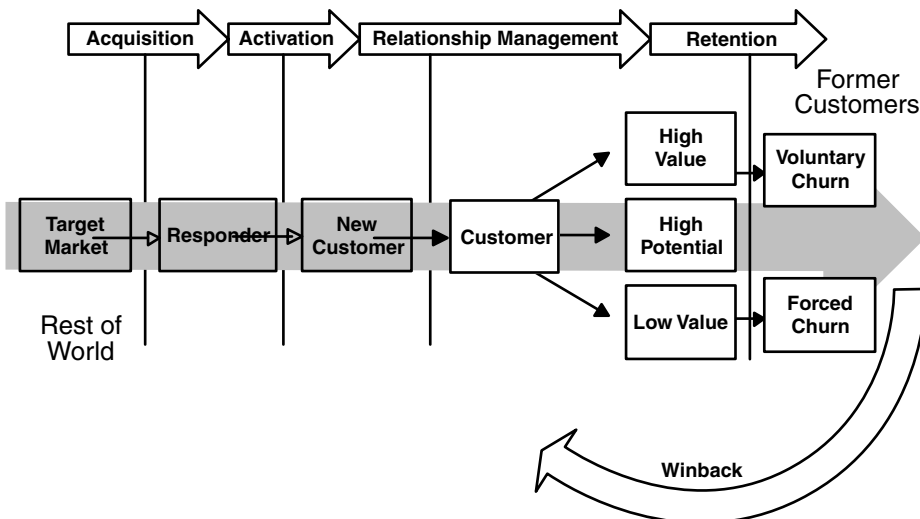 Acquisition
Activation
Relationship Management
Retention
Former
Customers
High
Value
Voluntary
Churn
Target
Market
Responder
New
Customer
Customer
High
Potential
Rest of
World
Low Value
Forced
Churn
Winback